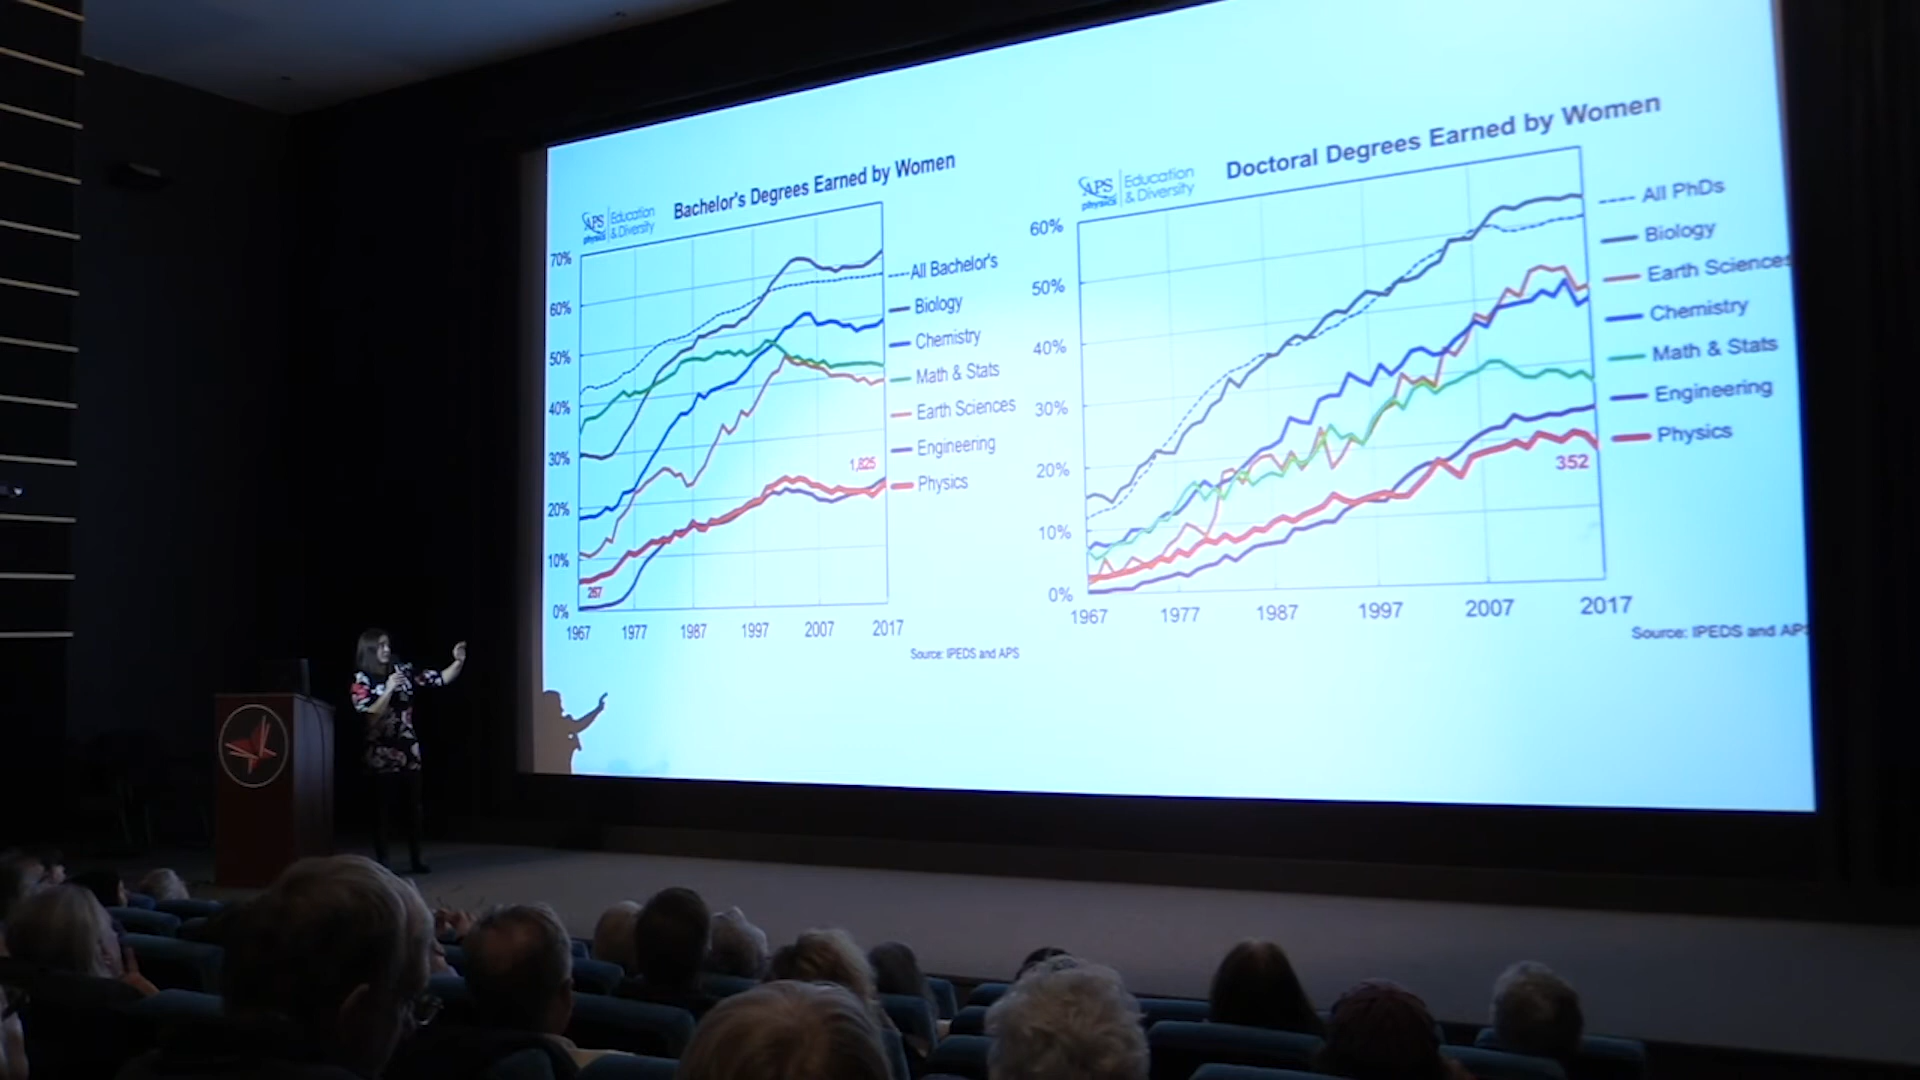 Bachelor's Degrees Earned by Women
APS
physics
Education
& Diversity
70%
60%
50%
40%
30%
20%
10%
0%
1967
1977
1987
1997
2007
2017
257
1,825
All Bachelor's
Biology
Chemistry
Math & Stats
Earth Sciences
Engineering
Physics
Source: IPEDS and APS
Doctoral Degrees Earned by Women
APS
physics
Education
& Diversity
60%
50%
40%
30%
20%
10%
0%
1967
1977
1987
1997
2007
2017
352
All PhDs
Biology
Earth Sciences
Chemistry
Math & Stats
Engineering
Physics
Source: IPEDS and APS